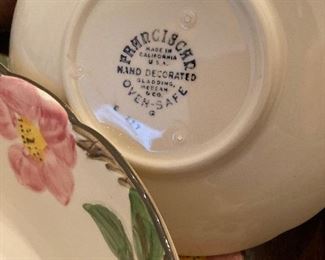 FRANCISCAN
MADE IN
CALIFORNIA
U.S.A.
HAND DECORATED
GLADDING,
McBEAN
& CO.
OVEN-SAFE